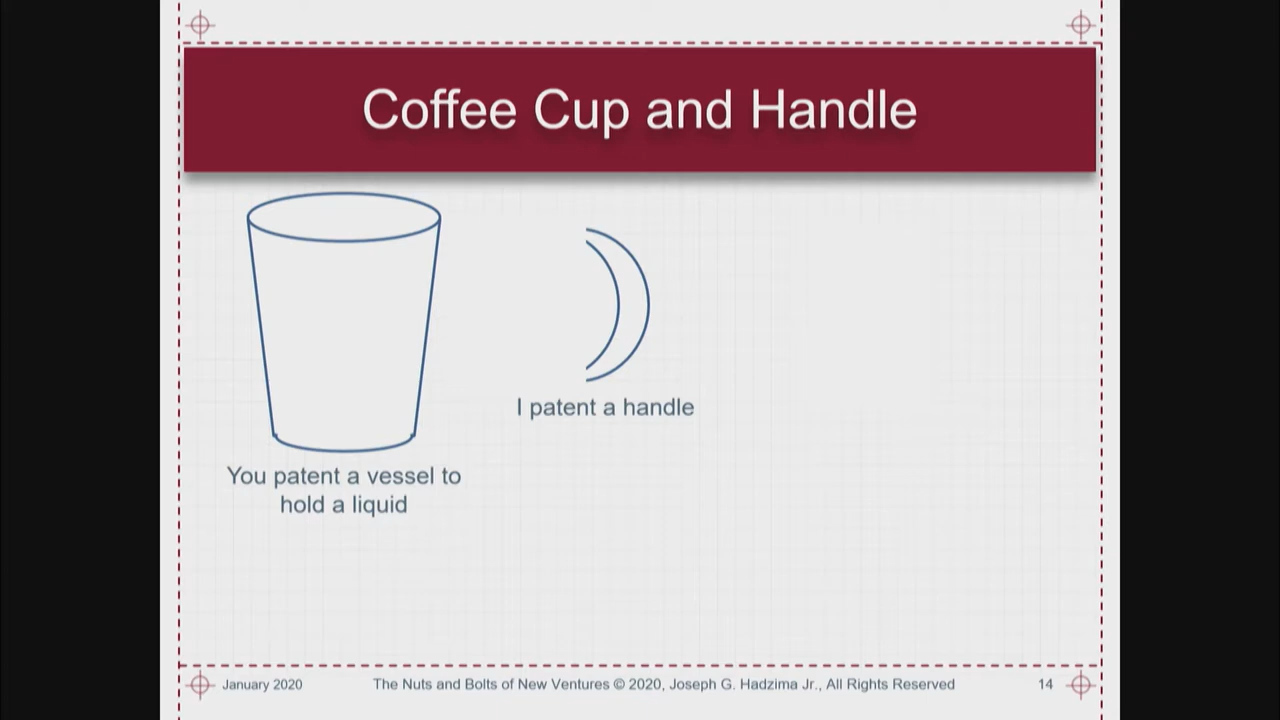 Coffee Cup and Handle
I patent a handle
You patent a vessel to
hold a liquid
January 2020
The Nuts and Bolts of New Ventures © 2020, Joseph G. Hadzima Jr., All Rights Reserved
14